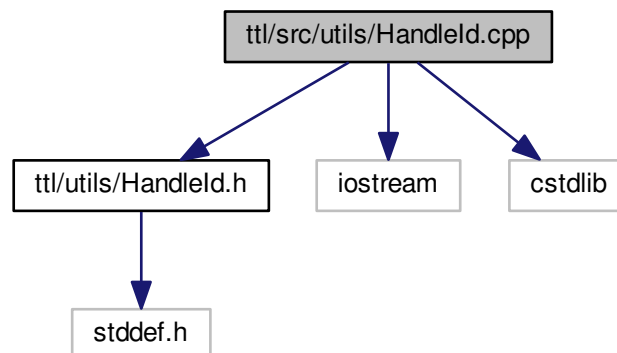 ttl/src/utils/HandleId.cpp
ttl/utils/HandleId.h
iostream
cstdlib
stddef.h